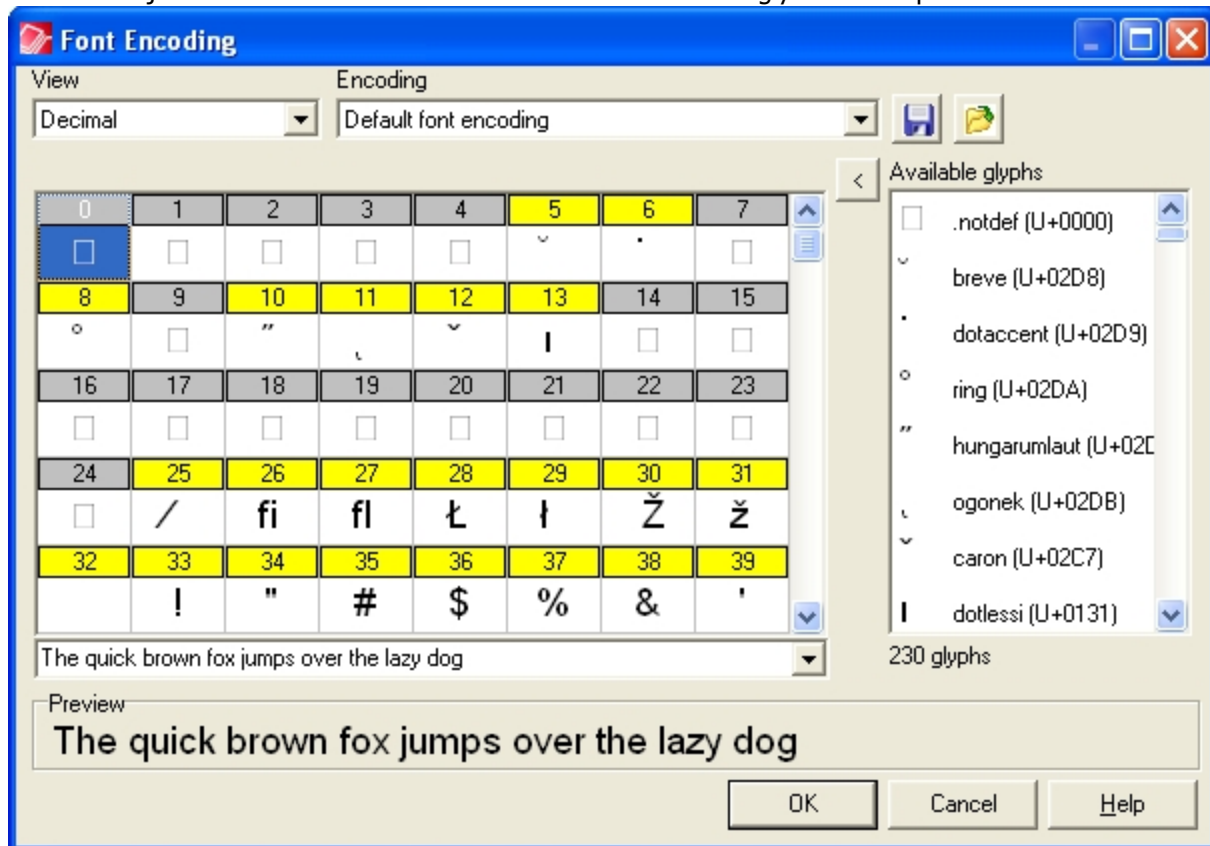 Font Encoding
View
Encoding
Decimal
Default font encoding
<
Available glyphs
0 1 2 3 4 5 6 7
˘ ˙
8 9 10 11 12 13 14 15
° ˝ ˛ ˇ ı
16 17 18 19 20 21 22 23
24 25 26 27 28 29 30 31
/ fi fl Ł ł Ž ž
32 33 34 35 36 37 38 39
! " # $ % & '
.notdef (U+0000)
˘ breve (U+02D8)
˙ dotaccent (U+02D9)
° ring (U+02DA)
˝ hungarumlaut (U+02D
˛ ogonek (U+02DB)
ˇ caron (U+02C7)
ı dotlessi (U+0131)
230 glyphs
The quick brown fox jumps over the lazy dog
Preview
The quick brown fox jumps over the lazy dog
OK
Cancel
Help